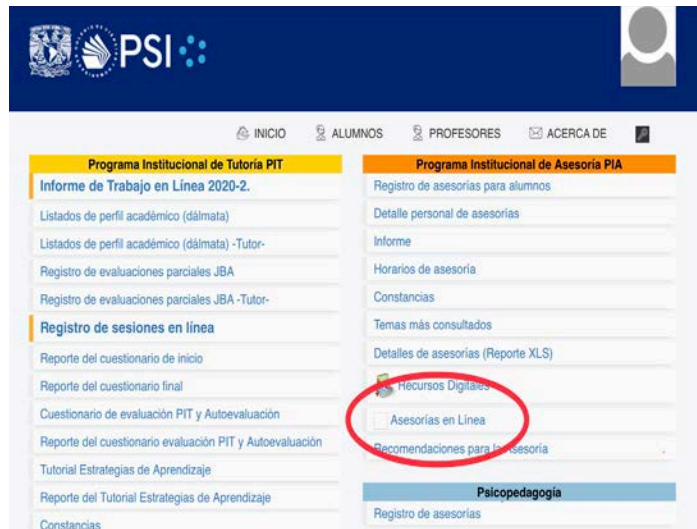 PSI
INICIO
ALUMNOS
PROFESORES
ACERCA DE
Programa Institucional de Tutoría PIT
Informe de Trabajo en Línea 2020-2.
Listados de perfil académico (dálmata)
Listados de perfil académico (dálmata) -Tutor-
Registro de evaluaciones parciales JBA
Registro de evaluaciones parciales JBA -Tutor-
Registro de sesiones en línea
Reporte del cuestionario de inicio
Reporte del cuestionario final
Cuestionario de evaluación PIT y Autoevaluación
Reporte del cuestionario evaluación PIT y Autoevaluación
Tutorial Estrategias de Aprendizaje
Reporte del Tutorial Estrategias de Aprendizaje
Constancias
Programa Institucional de Asesoría PIA
Registro de asesorías para alumnos
Detalle personal de asesorías
Informe
Horarios de asesoría
Constancias
Temas más consultados
Detalles de asesorías (Reporte XLS)
Recursos Digitales
Asesorías en Línea
Recomendaciones para la Asesoría
Psicopedagogía
Registro de asesorías